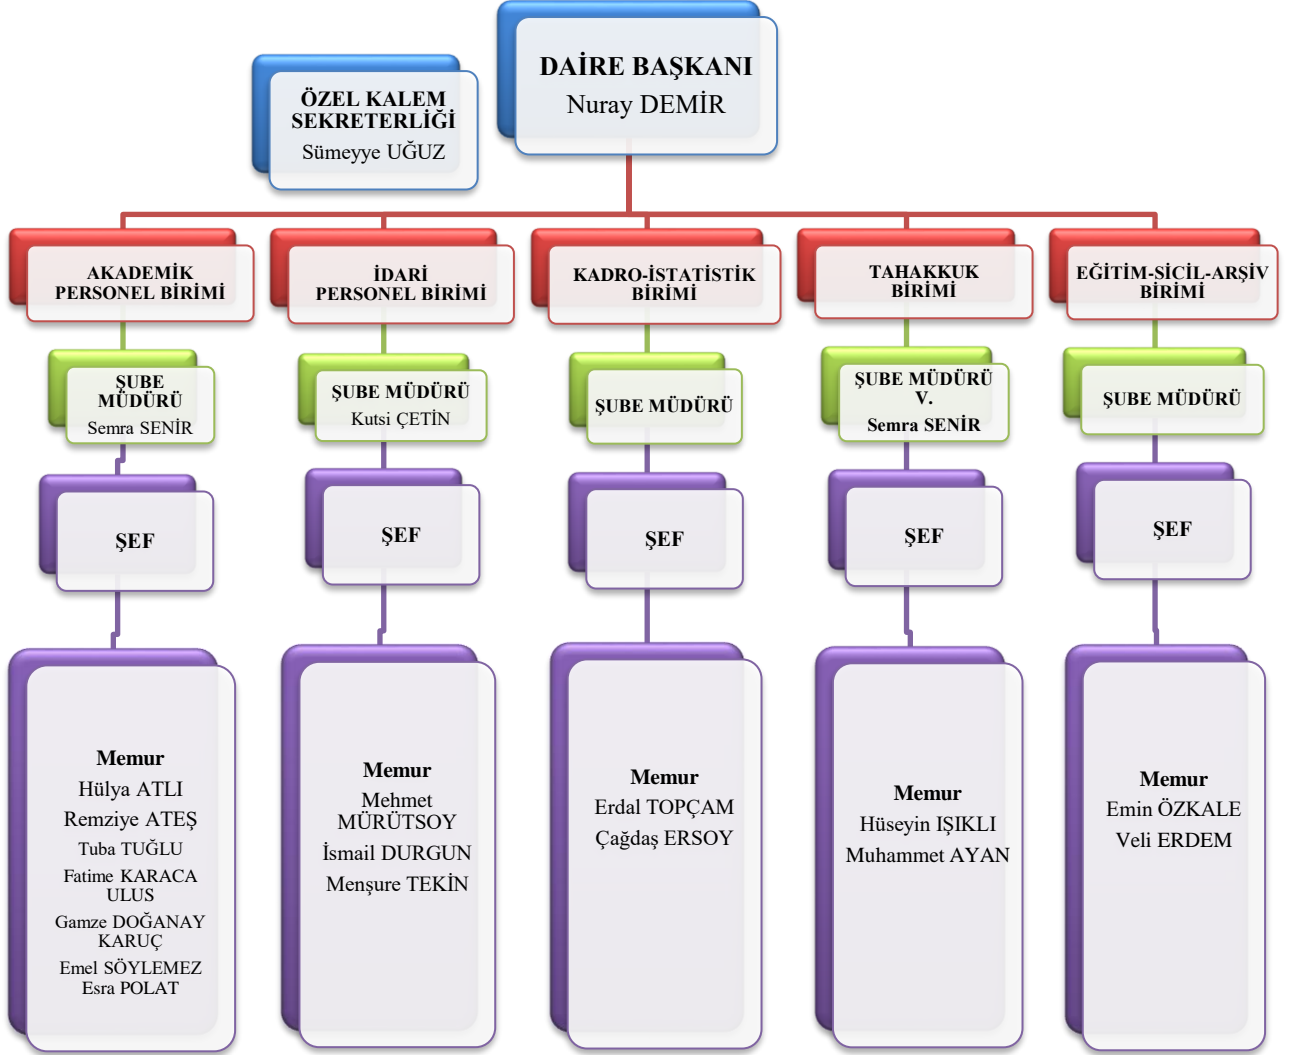 DAİRE BAŞKANI
Nuray DEMİR
ÖZEL KALEM
SEKRETERLİĞİ
Sümeyye UĞUZ
AKADEMİK
PERSONEL BİRİMİ
İDARİ
PERSONEL BİRİMİ
KADRO-İSTATİSTİK
BİRİMİ
TAHAKKUK
BİRİMİ
EĞİTİM-SİCİL-ARŞİV
BİRİMİ
ŞUBE
MÜDÜRÜ
Semra SENİR
ŞUBE MÜDÜRÜ
Kutsi ÇETİN
ŞUBE MÜDÜRÜ
ŞUBE MÜDÜRÜ
V.
Semra SENİR
ŞUBE MÜDÜRÜ
ŞEF
ŞEF
ŞEF
ŞEF
ŞEF
Memur
Hülya ATLI
Remziye ATEŞ
Tuba TUĞLU
Fatime KARACA
ULUS
Gamze DOĞANAY
KARUÇ
Emel SÖYLEMEZ
Esra POLAT
Memur
Mehmet
MÜRÜTSOY
İsmail DURGUN
Menşure TEKİN
Memur
Erdal TOPÇAM
Çağdaş ERSOY
Memur
Hüseyin IŞIKLI
Muhammet AYAN
Memur
Emin ÖZKALE
Veli ERDEM